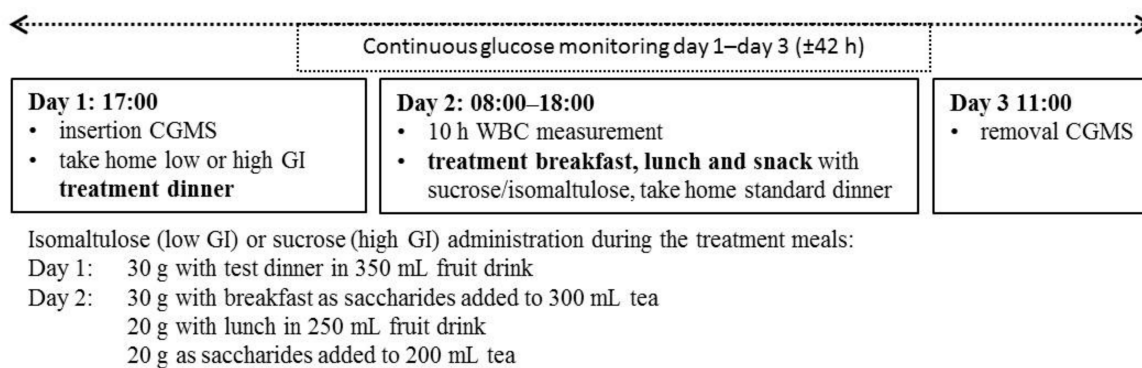 Continuous glucose monitoring day 1–day 3 (±42 h)
Day 1: 17:00
• insertion CGMS
• take home low or high GI
treatment dinner
Day 2: 08:00–18:00
• 10 h WBC measurement
• treatment breakfast, lunch and snack with
sucrose/isomaltulose, take home standard dinner
Day 3 11:00
• removal CGMS
Isomaltulose (low GI) or sucrose (high GI) administration during the treatment meals:
Day 1: 30 g with test dinner in 350 mL fruit drink
Day 2: 30 g with breakfast as saccharides added to 300 mL tea
20 g with lunch in 250 mL fruit drink
20 g as saccharides added to 200 mL tea